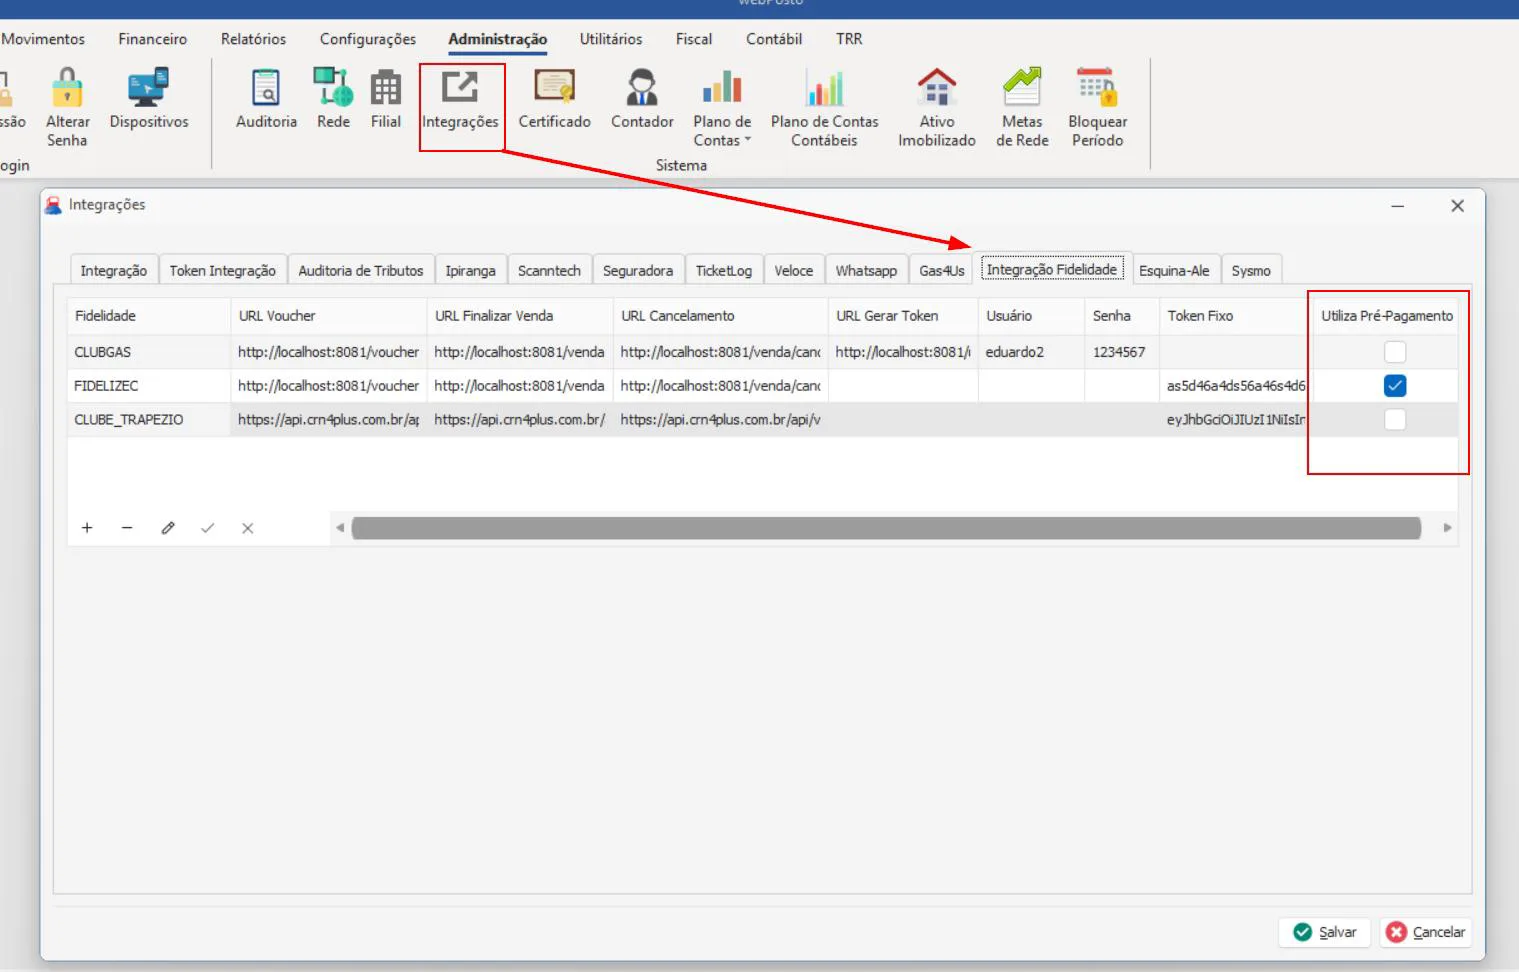 webPosto
Movimentos Financeiro Relatórios Configurações Administração Utilitários Fiscal Contábil TRR
ssão Alterar Senha Dispositivos Auditoria Rede Filial Integrações Certificado Contador Plano de Contas Plano de Contas Contábeis Ativo Imobilizado Metas de Rede Bloquear Período
ogin Sistema
Integrações
Integração Token Integração Auditoria de Tributos Ipiranga Scanntech Seguradora TicketLog Veloce Whatsapp Gas4Us Integração Fidelidade Esquina-Ale Sysmo
Fidelidade URL Voucher URL Finalizar Venda URL Cancelamento URL Gerar Token Usuário Senha Token Fixo Utiliza Pré-Pagamento
CLUBGAS http://localhost:8081/voucher http://localhost:8081/venda http://localhost:8081/venda/canc http://localhost:8081/ eduardo2 1234567
FIDELIZEC http://localhost:8081/voucher http://localhost:8081/venda http://localhost:8081/venda/canc as5d46a4ds56a46s4d6
CLUBE_TRAPEZIO https://api.crn4plus.com.br/ap https://api.crn4plus.com.br/ https://api.crn4plus.com.br/api/v eyJhbGciOiJIUzI1NiIsIn
Salvar Cancelar